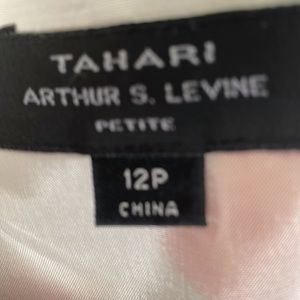 TAHARI
ARTHUR S. LEVINE
PETITE
12P
CHINA